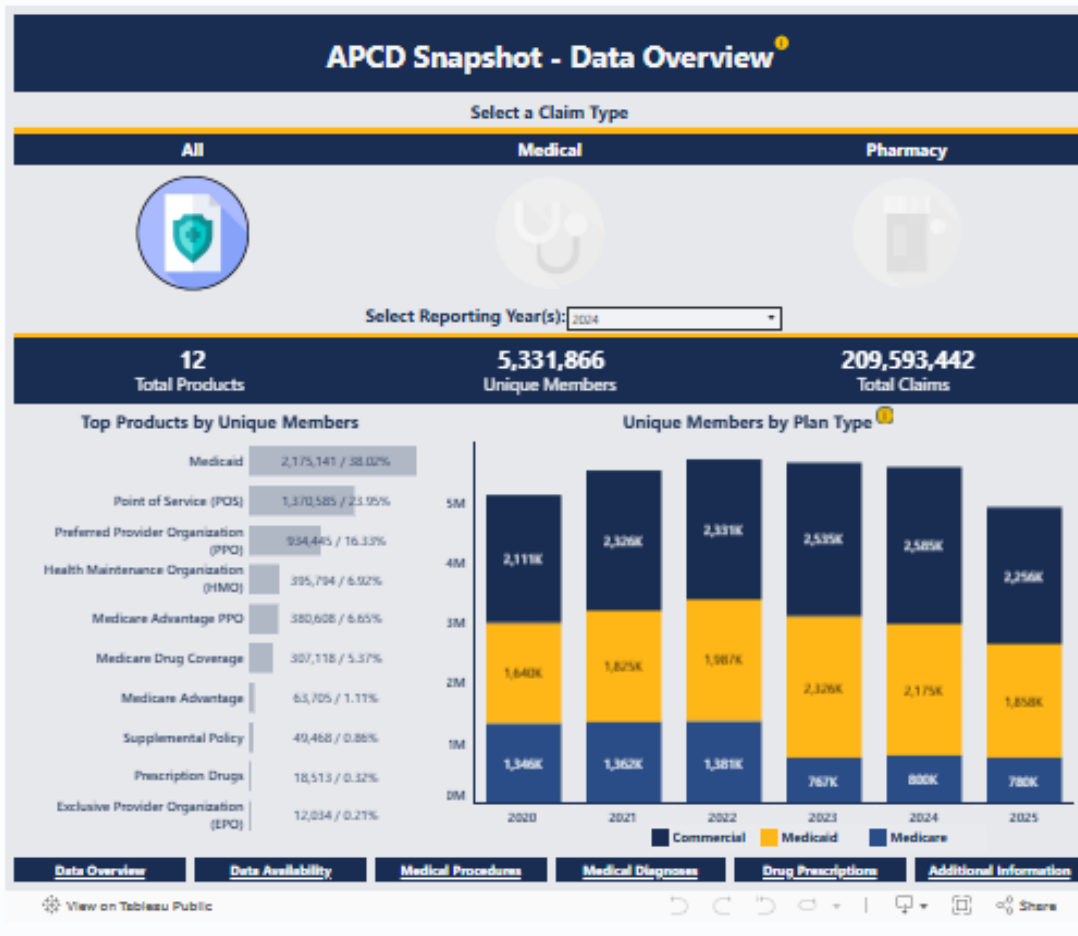 APCD Snapshot - Data Overview
Select a Claim Type
All
Medical
Pharmacy
Select Reporting Year(s):
2024
12
Total Products
5,331,866
Unique Members
209,593,442
Total Claims
Top Products by Unique Members
Medicaid
2,175,141 / 38.02%
Point of Service (POS)
1,370,585 / 23.95%
Preferred Provider Organization
(PPO)
934,445 / 16.33%
Health Maintenance Organization
(HMO)
395,794 / 6.92%
Medicare Advantage PPO
380,608 / 6.65%
Medicare Drug Coverage
307,118 / 5.37%
Medicare Advantage
63,705 / 1.11%
Supplemental Policy
49,468 / 0.86%
Prescription Drugs
18,513 / 0.32%
Exclusive Provider Organization
(EPO)
12,034 / 0.21%
Unique Members by Plan Type
5M
4M
3M
2M
1M
0M
2,111K
1,640K
1,346K
2,326K
1,825K
1,362K
2,331K
1,987K
1,381K
2,535K
2,326K
767K
2,585K
2,175K
800K
2,256K
1,858K
780K
2020
2021
2022
2023
2024
2025
Commercial
Medicaid
Medicare
Data Overview
Data Availability
Medical Procedures
Medical Diagnoses
Drug Prescriptions
Additional Information
View on Tableau Public
Share